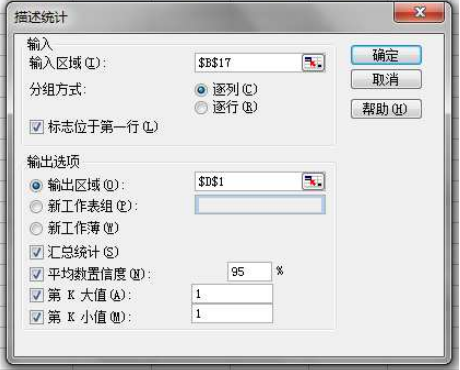 描述统计
输入
输入区域(I): $B$17
分组方式: 逐列(C)
逐行(R)
标志位于第一行(L)
输出选项
输出区域(O): $D$1
新工作表组(P):
新工作薄(W)
汇总统计(S)
平均数置信度(N): 95 %
第 K 大值(A): 1
第 K 小值(M): 1
确定
取消
帮助(H)